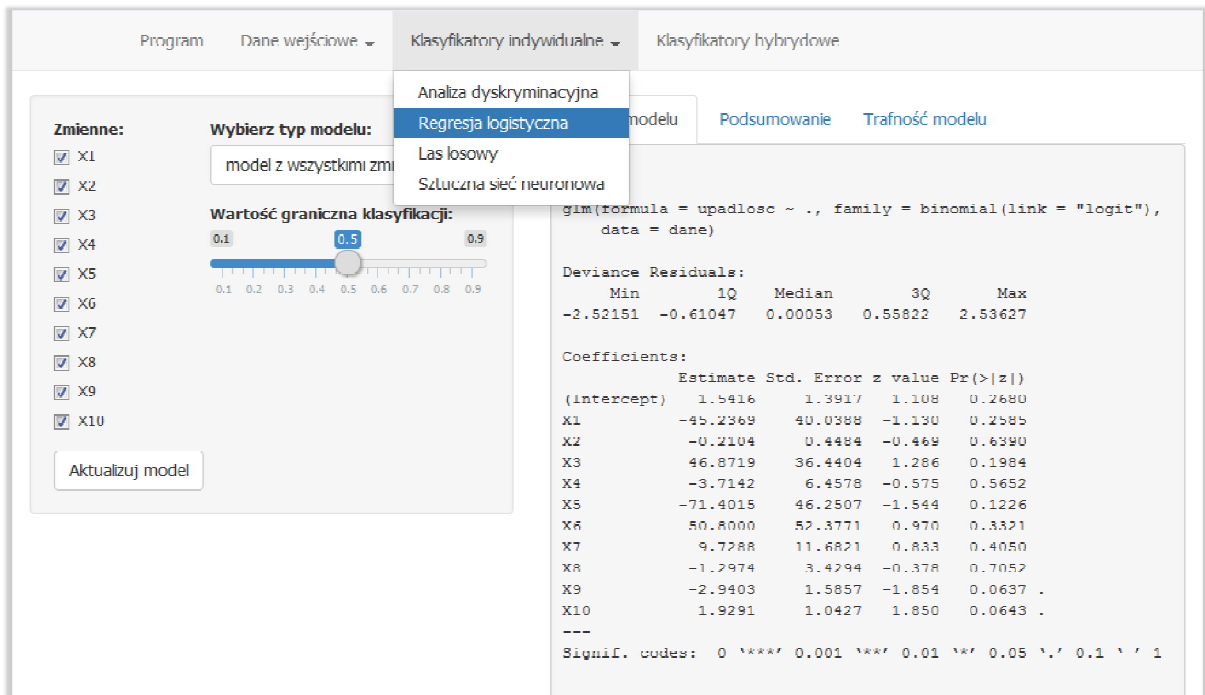 Program Dane wejściowe Klasyfikatory indywidualne Klasyfikatory hybrydowe
Analiza dyskryminacyjna
Regresja logistyczna
Las losowy
Sztuczna sieć neuronowa
Zmienne:
X1
X2
X3
X4
X5
X6
X7
X8
X9
X10
Aktualizuj model
Wybierz typ modelu:
model z wszystkimi
Wartość graniczna klasyfikacji:
0.1 0.5 0.9
0.1 0.2 0.3 0.4 0.5 0.6 0.7 0.8 0.9
modelu Podsumowanie Trafność modelu
glm(formula = upadlosc ~ ., family = binomial(link = "logit"),
data = dane)
Deviance Residuals:
Min 1Q Median 3Q Max
-2.52151 -0.61047 0.00053 0.55822 2.53627
Coefficients:
Estimate Std. Error z value Pr(>|z|)
(Intercept) 1.5416 1.3917 1.108 0.2680
X1 -45.2369 40.0388 -1.130 0.2585
X2 -0.2104 0.4484 -0.469 0.6390
X3 46.8719 36.4404 1.286 0.1984
X4 -3.7142 6.4578 -0.575 0.5652
X5 -71.4015 46.2507 -1.544 0.1226
X6 50.8000 52.3771 0.970 0.3321
X7 9.7288 11.6821 0.833 0.4050
X8 -1.2974 3.4294 -0.378 0.7052
X9 -2.9403 1.5857 -1.854 0.0637 .
X10 1.9291 1.0427 1.850 0.0643 .
---
Signif. codes: 0 ‘***’ 0.001 ‘**’ 0.01 ‘*’ 0.05 ‘.’ 0.1 ‘ ’ 1